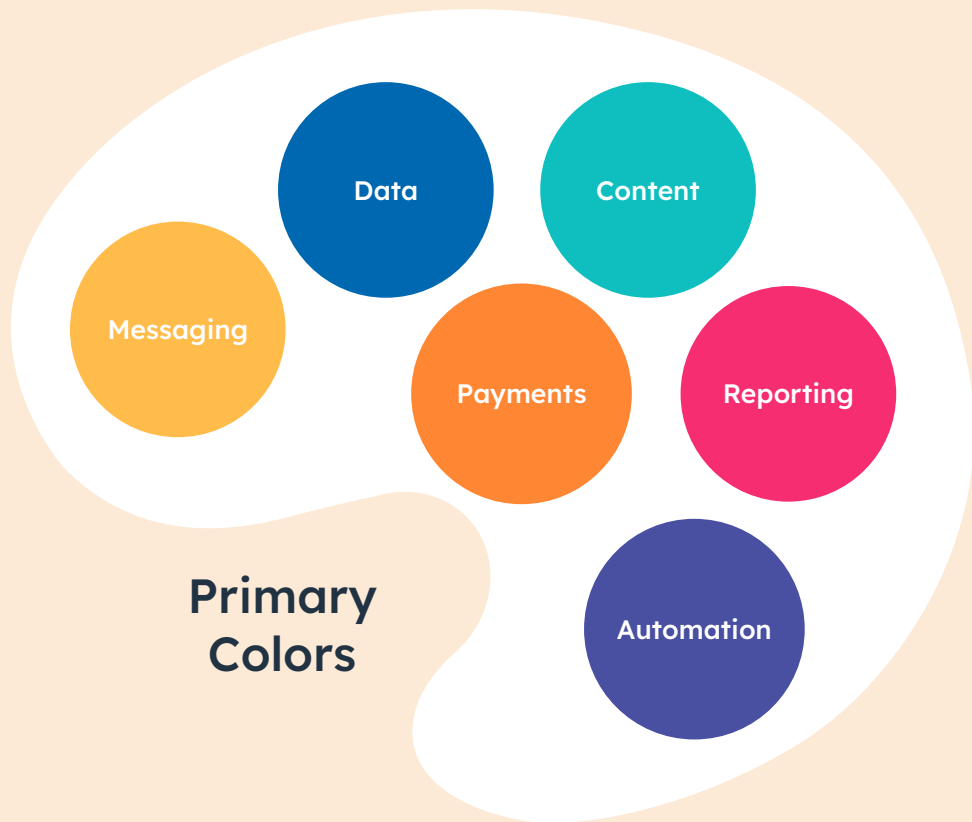 Data
Content
Messaging
Payments
Reporting
Primary
Colors
Automation